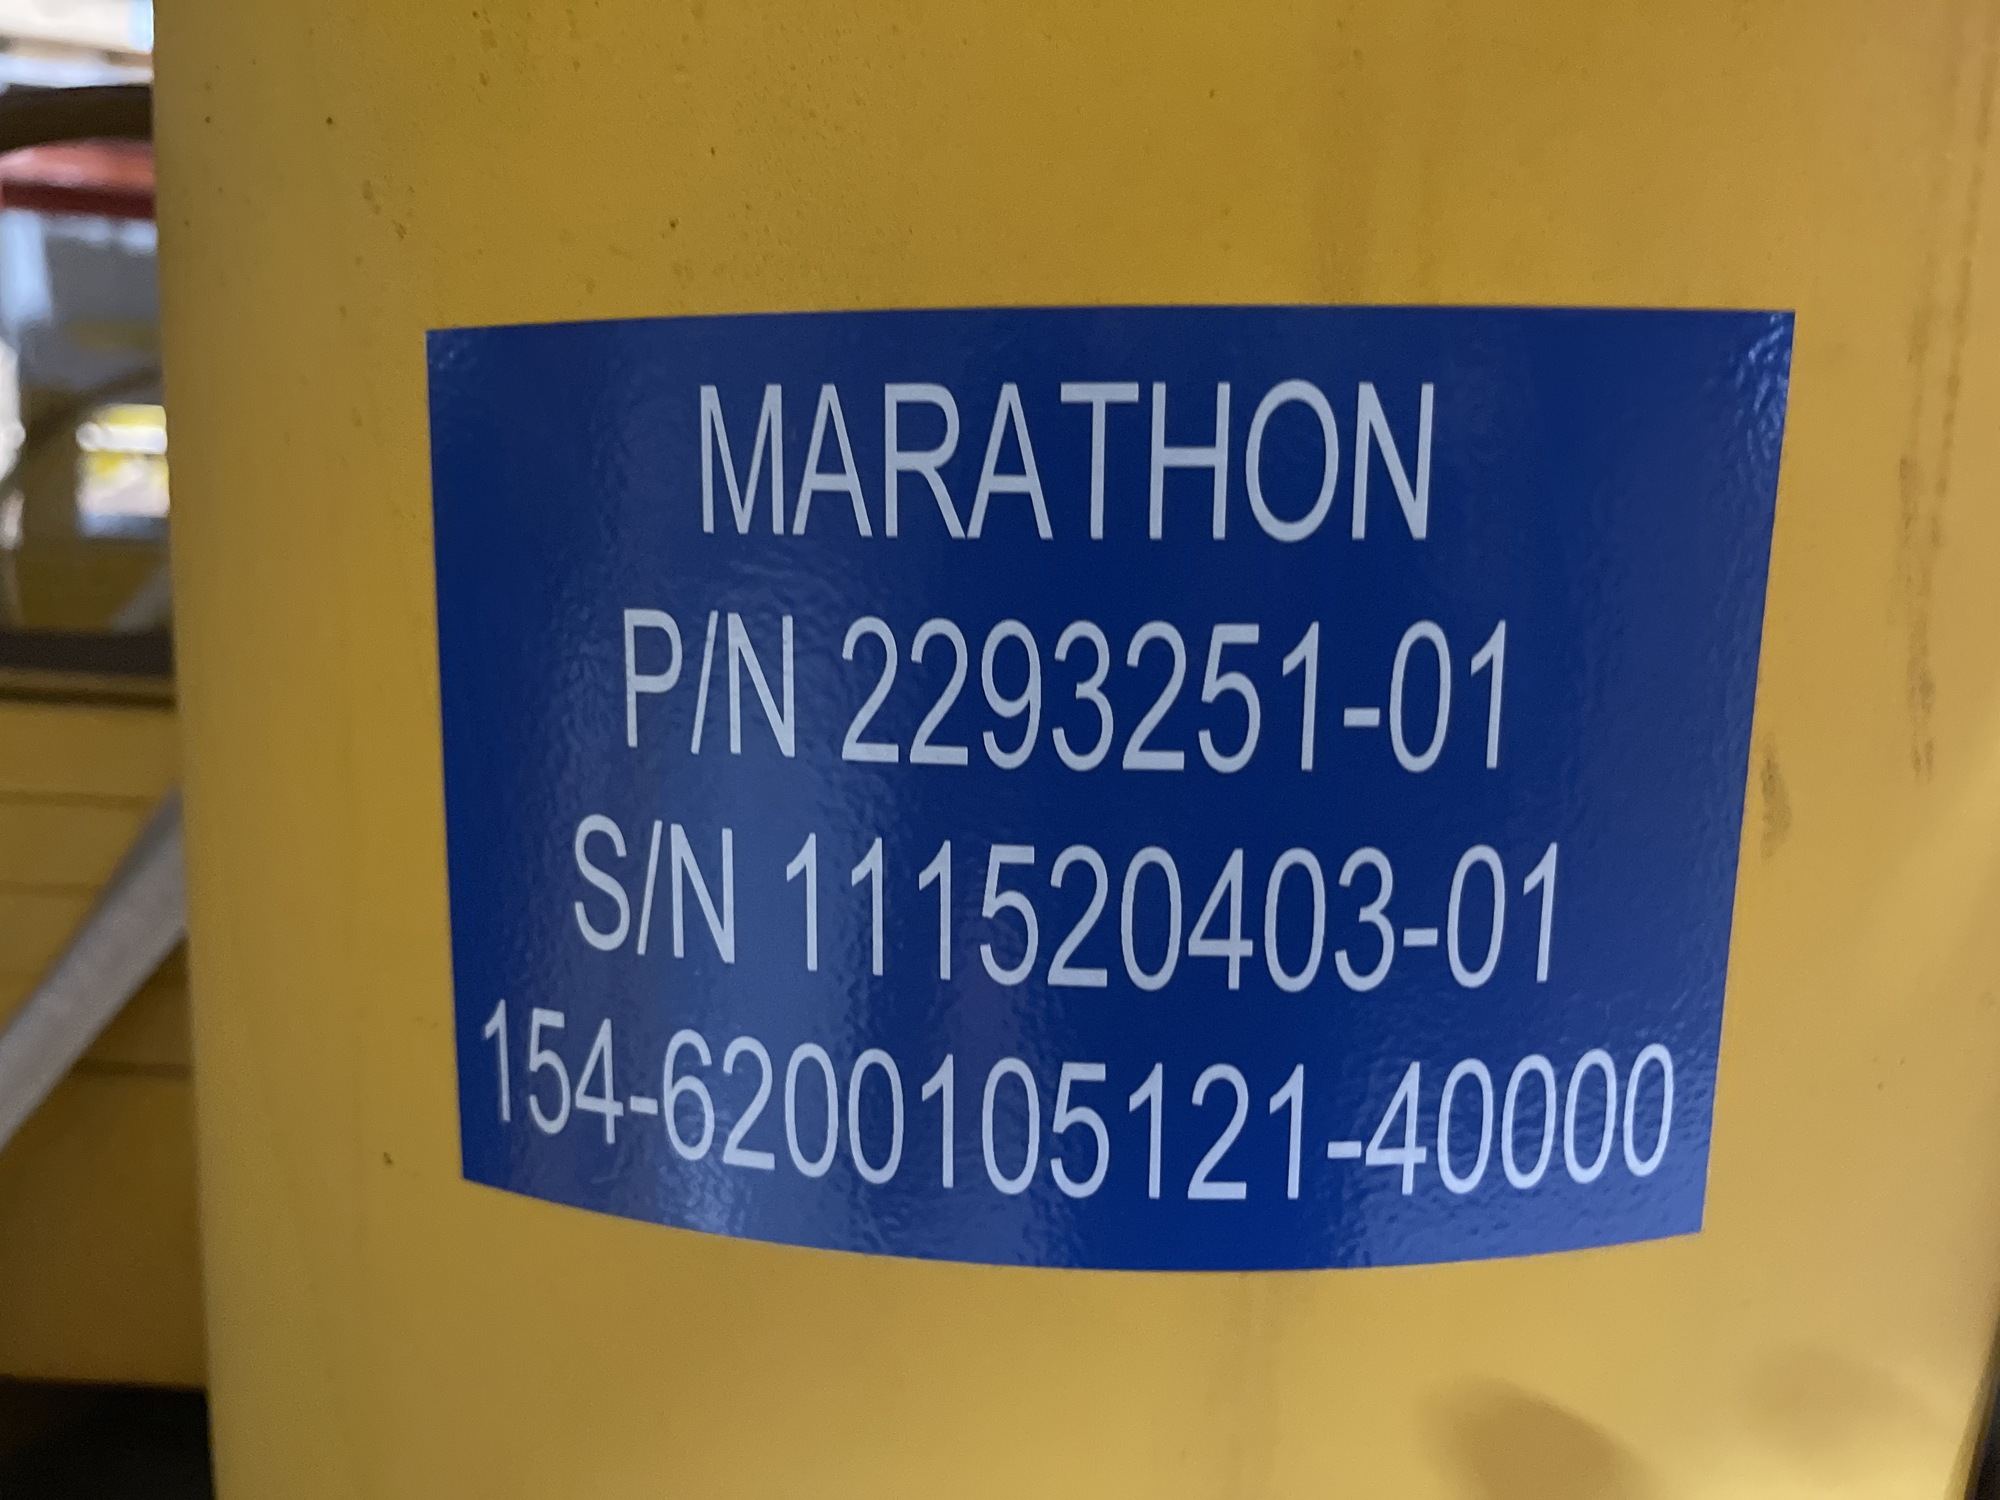 MARATHON
P/N 2293251-01
S/N 111520403-01
154-6200105121-40000